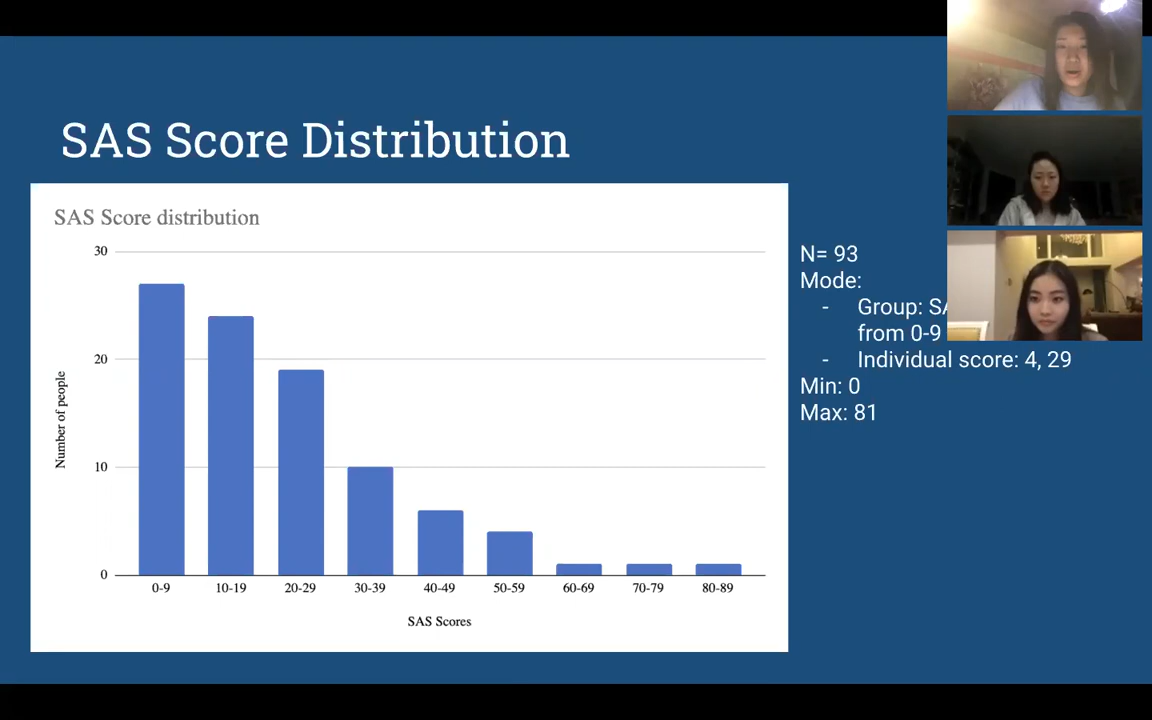 SAS Score Distribution
SAS Score distribution
30
20
10
0
Number of people
0-9 10-19 20-29 30-39 40-49 50-59 60-69 70-79 80-89
SAS Scores
N= 93
Mode:
- Group:
from 0-9
- Individual score: 4, 29
Min: 0
Max: 81